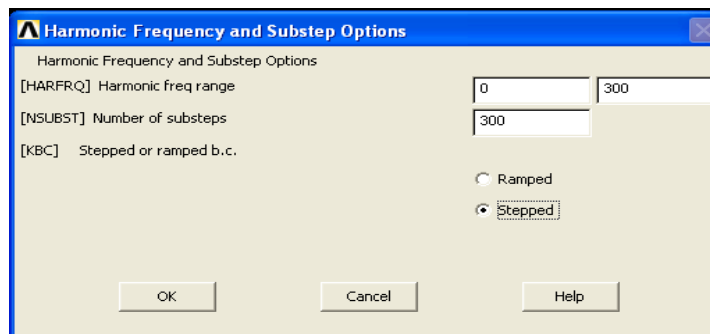 Harmonic Frequency and Substep Options
Harmonic Frequency and Substep Options
[HARFRQ] Harmonic freq range 0 300
[NSUBST] Number of substeps 300
[KBC] Stepped or ramped b.c.
Ramped
Stepped
OK Cancel Help